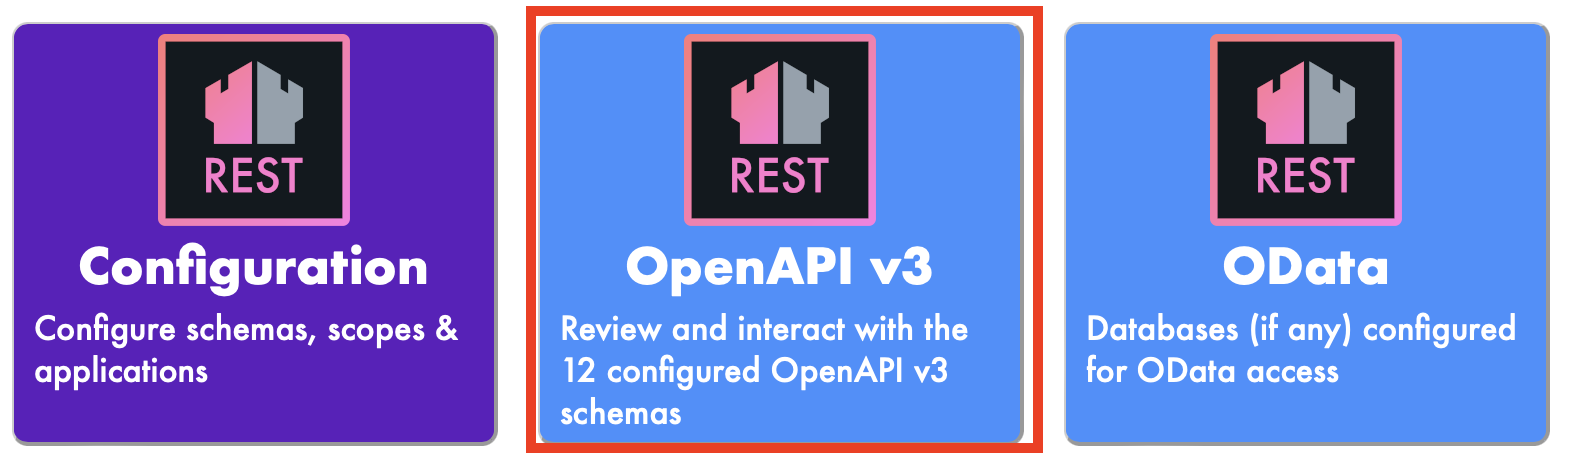 REST
Configuration
Configure schemas, scopes &
applications
REST
OpenAPI v3
Review and interact with the
12 configured OpenAPI v3
schemas
REST
OData
Databases (if any) configured
for OData access